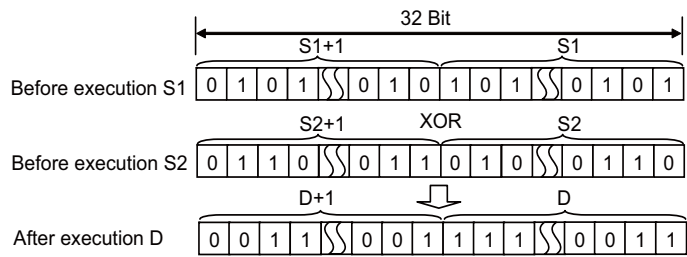 32 Bit
S1+1 S1
Before execution S1 0 1 0 1 0 1 0 1 0 1 0 1 0 1
S2+1 XOR S2
Before execution S2 0 1 1 0 0 1 1 0 1 0 0 1 1 0
D+1 D
After execution D 0 0 1 1 0 0 1 1 1 1 0 0 1 1